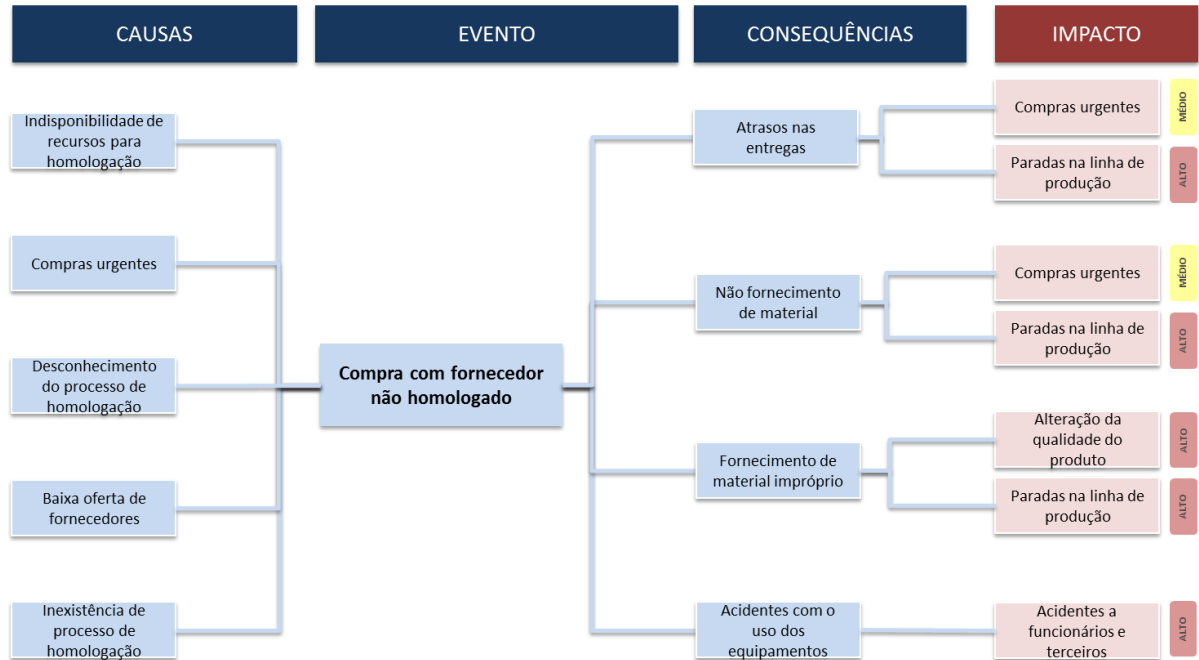 CAUSAS
EVENTO
CONSEQUÊNCIAS
IMPACTO
Indisponibilidade de
recursos para
homologação
Compras urgentes
Desconhecimento
do processo de
homologação
Baixa oferta de
fornecedores
Inexistência de
processo de
homologação
Compra com fornecedor
não homologado
Atrasos nas
entregas
Compras urgentes
MÉDIO
Paradas na linha de
produção
ALTO
Não fornecimento
de material
Compras urgentes
MÉDIO
Paradas na linha de
produção
ALTO
Fornecimento de
material impróprio
Alteração da
qualidade do
produto
ALTO
Paradas na linha de
produção
ALTO
Acidentes com o
uso dos
equipamentos
Acidentes a
funcionários e
terceiros
ALTO